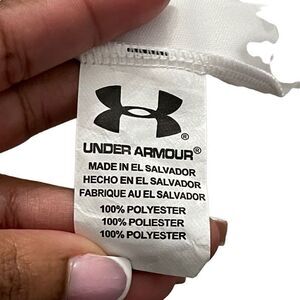 UNDER ARMOUR®
MADE IN EL SALVADOR
HECHO EN EL SALVADOR
FABRIQUE AU EL SALVADOR
100% POLYESTER
100% POLYESTER
100% POLYESTER